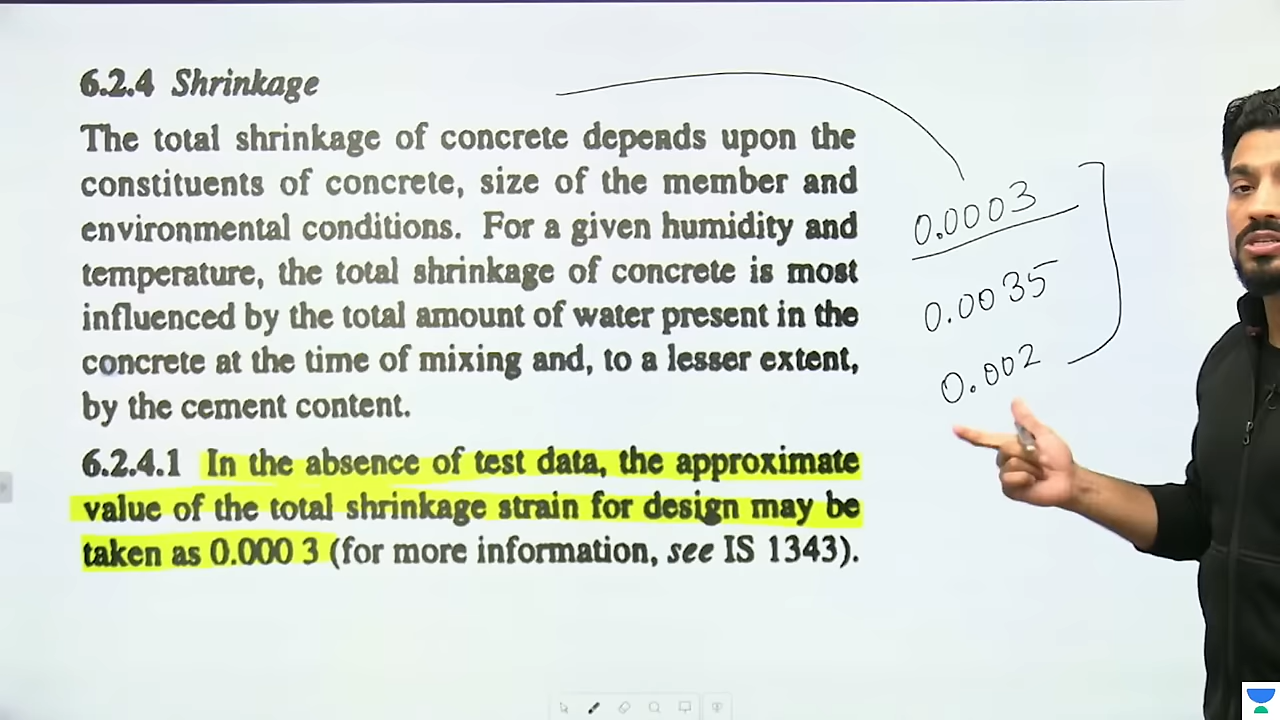 6.2.4 Shrinkage
The total shrinkage of concrete depends upon the
constituents of concrete, size of the member and
environmental conditions. For a given humidity and
temperature, the total shrinkage of concrete is most
influenced by the total amount of water present in the
concrete at the time of mixing and, to a lesser extent,
by the cement content.
6.2.4.1 In the absence of test data, the approximate
value of the total shrinkage strain for design may be
taken as 0.000 3 (for more information, see IS 1343).
0.0003
0.0035
0.002